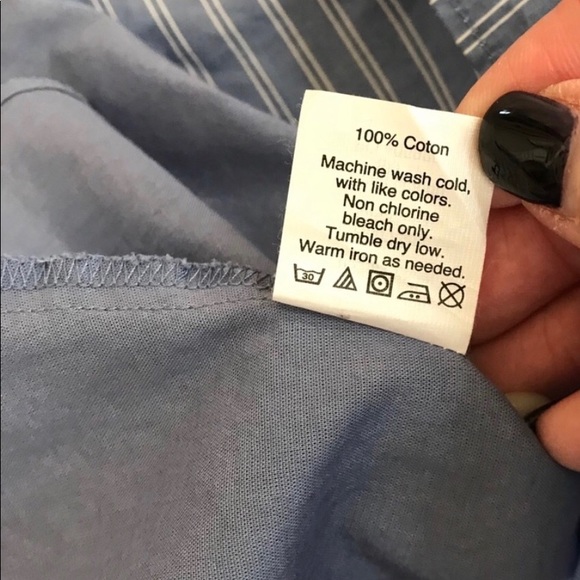 100% Coton
Machine wash cold,
with like colors.
Non chlorine
bleach only.
Tumble dry low.
Warm iron as needed.
30